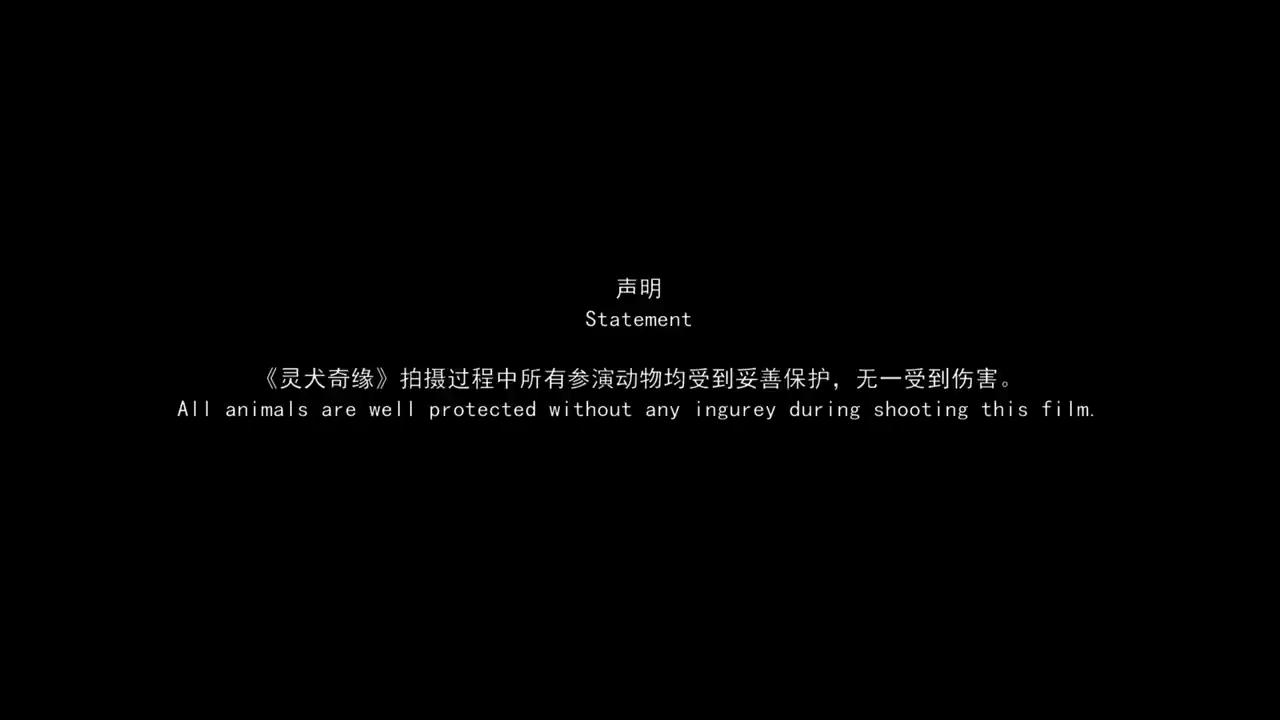 声明
Statement
《灵犬奇缘》拍摄过程中所有参演动物均受到妥善保护，无一受到伤害。
All animals are well protected without any ingurey during shooting this film.